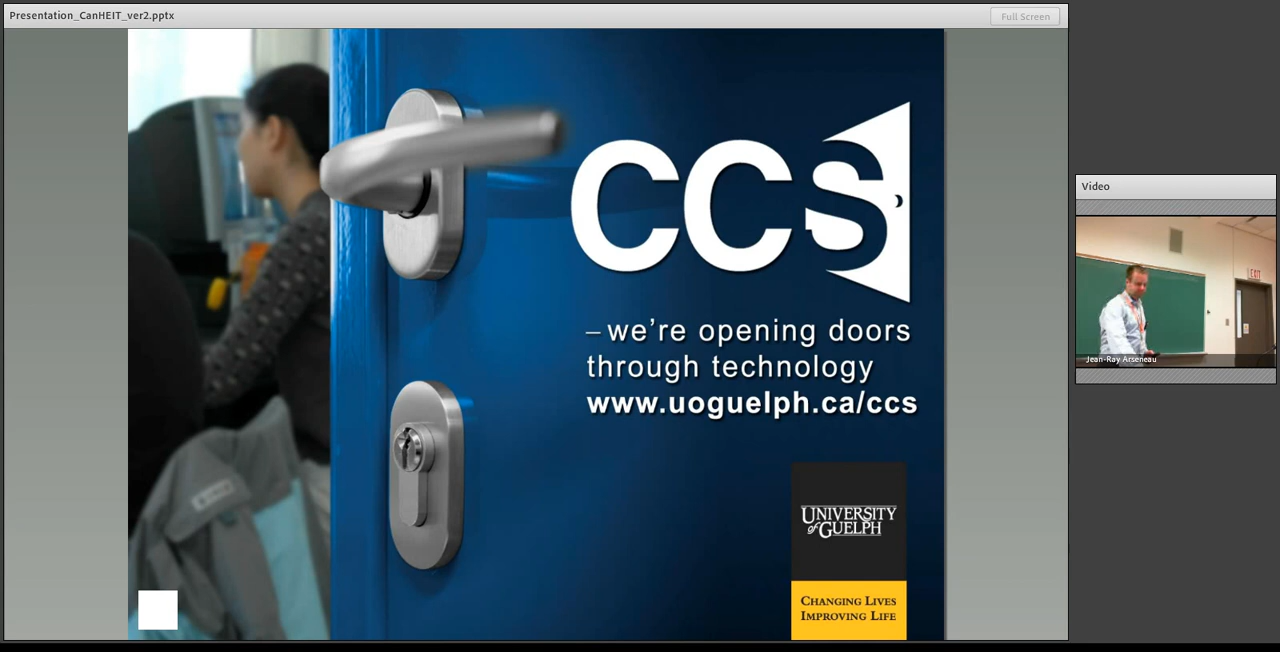 Presentation_CanHEIT_ver2.pptx
Full Screen
CCS
–we're opening doors
through technology
www.uoguelph.ca/ccs
UNIVERSITY
of GUELPH
CHANGING LIVES
IMPROVING LIFE
Video
EXIT
Jean-Ray Arseneau